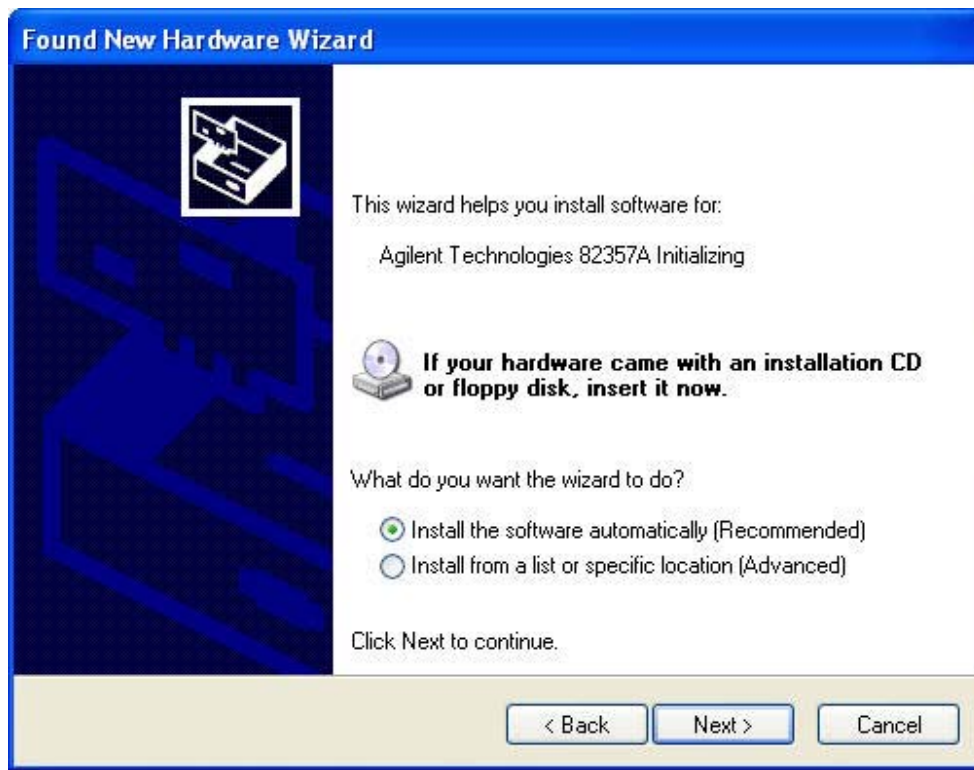 Found New Hardware Wizard
This wizard helps you install software for:
Agilent Technologies 82357A Initializing
If your hardware came with an installation CD
or floppy disk, insert it now.
What do you want the wizard to do?
Install the software automatically (Recommended)
Install from a list or specific location (Advanced)
Click Next to continue.
< Back Next > Cancel